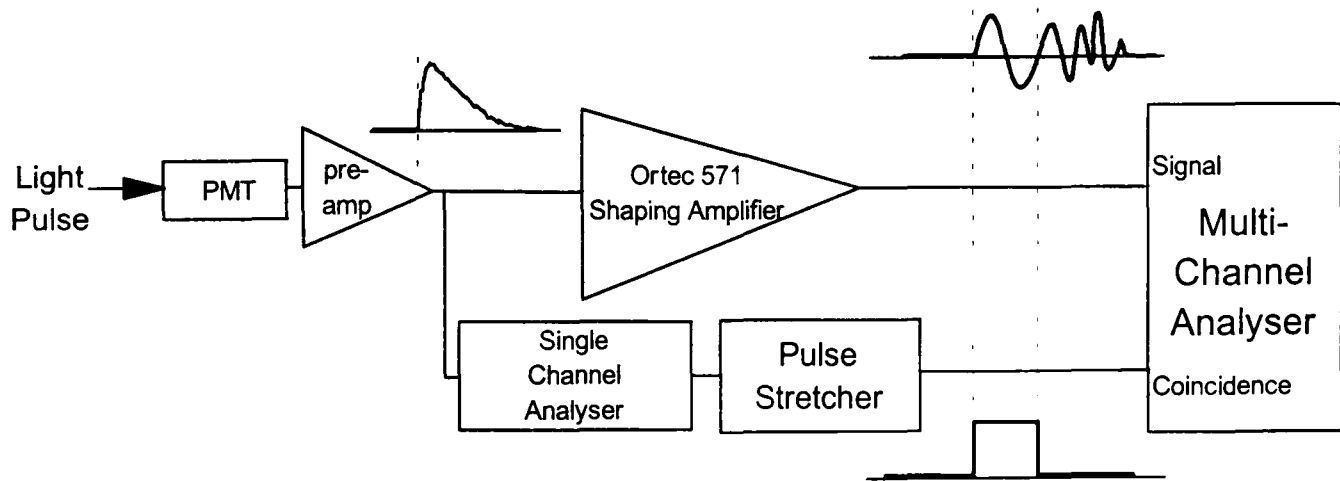 Light
Pulse
PMT
pre-
amp
Ortec 571
Shaping Amplifier
Single
Channel
Analyser
Pulse
Stretcher
Signal
Multi-
Channel
Analyser
Coincidence